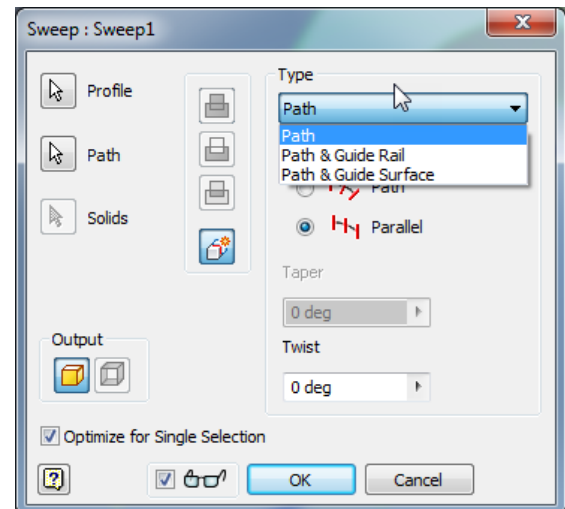 Sweep : Sweep1
Profile
Path
Solids
Output
Type
Path
Path
Path & Guide Rail
Path & Guide Surface
Path
Parallel
Taper
0 deg
Twist
0 deg
Optimize for Single Selection
OK
Cancel